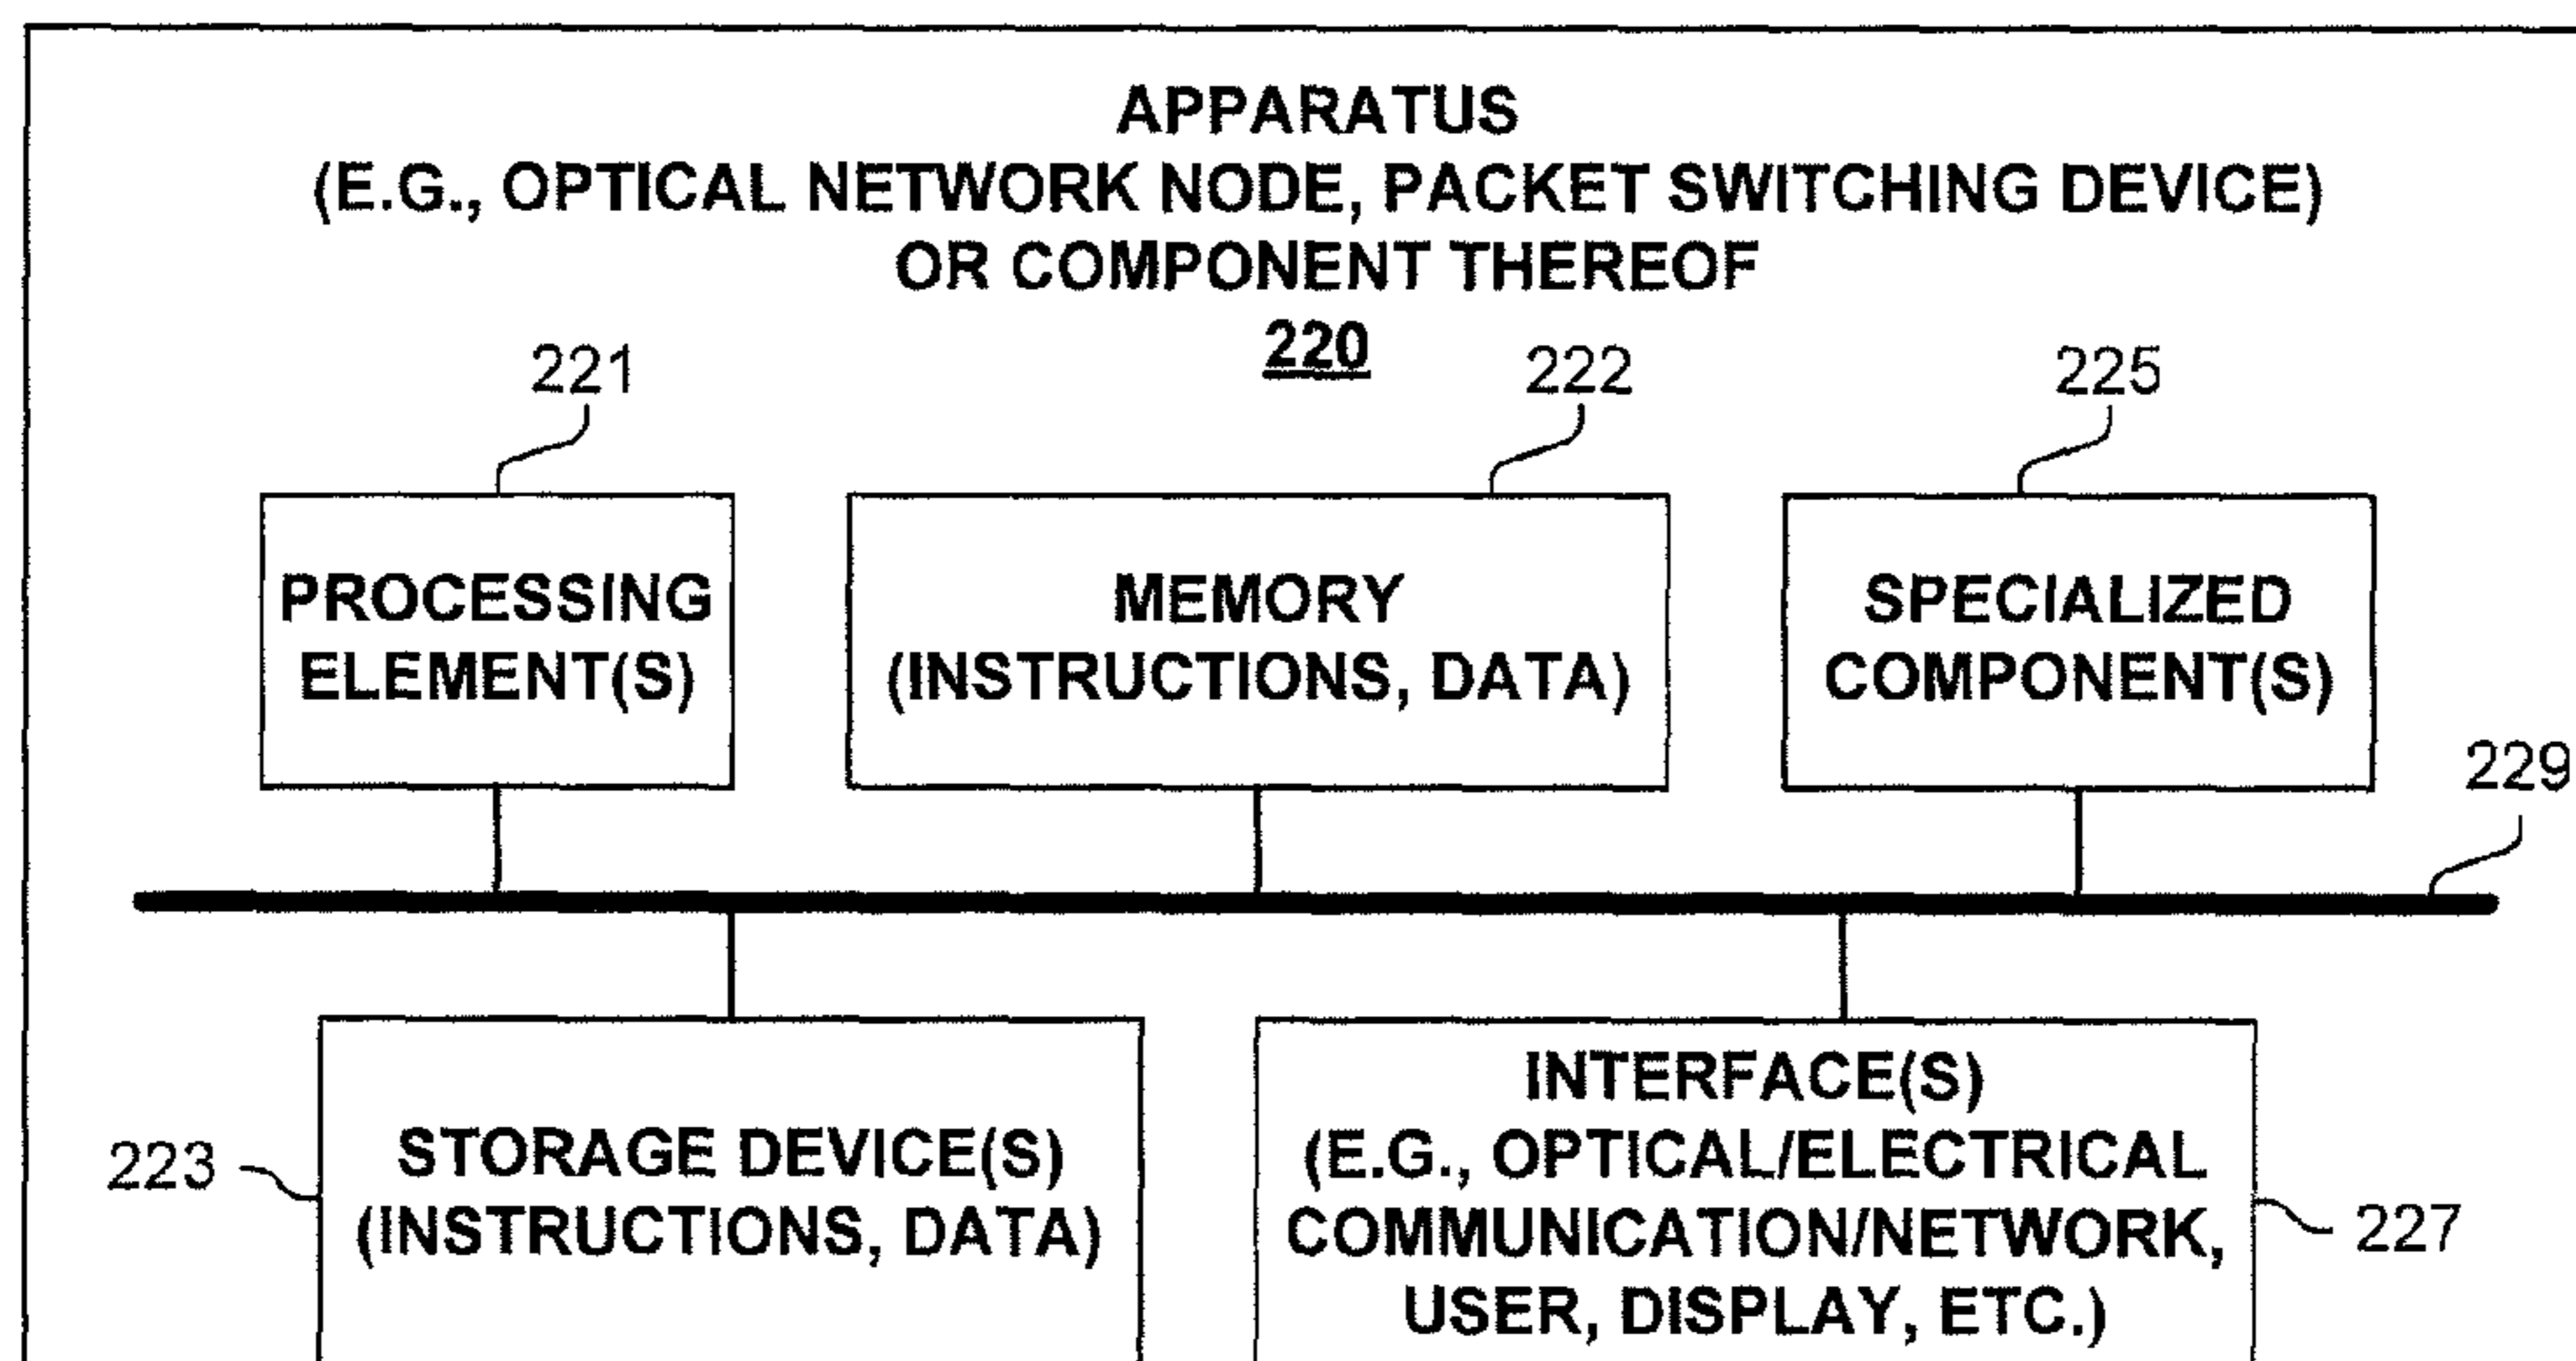 APPARATUS
(E.G., OPTICAL NETWORK NODE, PACKET SWITCHING DEVICE)
OR COMPONENT THEREOF
220
221
222
225
PROCESSING
ELEMENT(S)
MEMORY
(INSTRUCTIONS, DATA)
SPECIALIZED
COMPONENT(S)
229
223
STORAGE DEVICE(S)
(INSTRUCTIONS, DATA)
INTERFACE(S)
(E.G., OPTICAL/ELECTRICAL
COMMUNICATION/NETWORK,
USER, DISPLAY, ETC.)
227